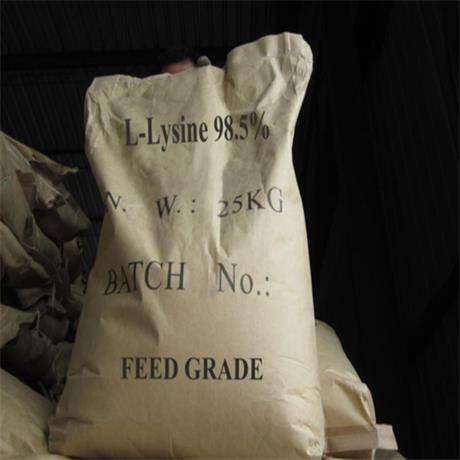 L-Lysine 98.5%
N. W.: 25KG
BATCH No.:
FEED GRADE